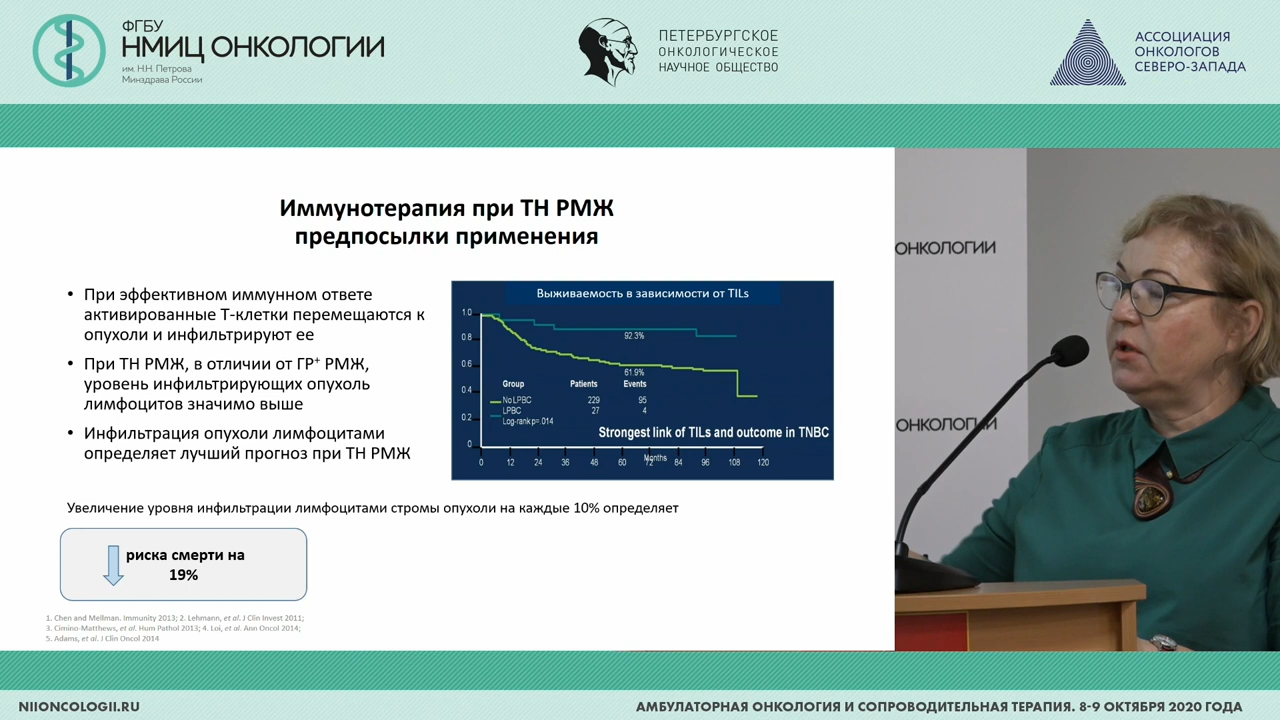 ФГБУ
НМИЦ ОНКОЛОГИИ
им. Н.Н. Петрова
Минздрава России
ПЕТЕРБУРГСКОЕ
ОНКОЛОГИЧЕСКОЕ
НАУЧНОЕ ОБЩЕСТВО
АССОЦИАЦИЯ
ОНКОЛОГОВ
СЕВЕРО-ЗАПАДА
Иммунотерапия при ТН РМЖ
предпосылки применения
• При эффективном иммунном ответе
активированные Т-клетки перемещаются к
опухоли и инфильтрируют ее
• При ТН РМЖ, в отличии от ГР⁺ РМЖ,
уровень инфильтрирующих опухоль
лимфоцитов значимо выше
• Инфильтрация опухоли лимфоцитами
определяет лучший прогноз при ТН РМЖ
Выживаемость в зависимости от TILs
1.0
0.8
0.6
0.4
0.2
0
92.3%
61.9%
Group Patients Events
No LPBC 229 95
LPBC 27 4
Log-rank p=.014
Strongest link of TILs and outcome in TNBC
Months
0 12 24 36 48 60 72 84 96 108 120
Увеличение уровня инфильтрации лимфоцитами стромы опухоли на каждые 10% определяет
риска смерти на
19%
1. Chen and Mellman. Immunity 2013; 2. Lehmann, et al. J Clin Invest 2011;
3. Cimino-Matthews, et al. Hum Pathol 2013; 4. Loi, et al. Ann Oncol 2014;
5. Adams, et al. J Clin Oncol 2014
ОНКОЛОГИИ
ОНКОЛОГИИ
NIIONCOLOGII.RU
АМБУЛАТОРНАЯ ОНКОЛОГИЯ И СОПРОВОДИТЕЛЬНАЯ ТЕРАПИЯ. 8-9 ОКТЯБРЯ 2020 ГОДА